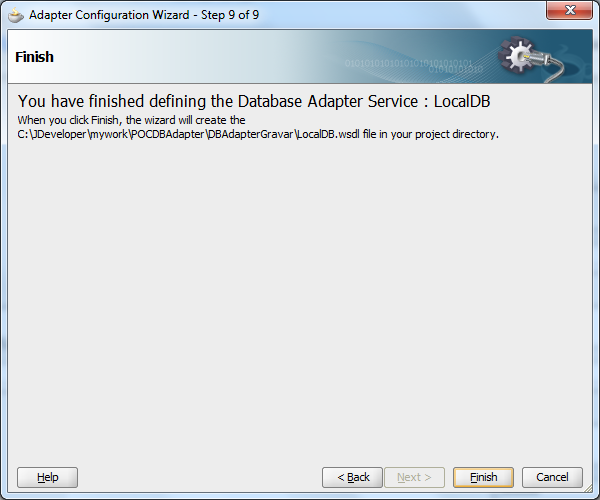 Adapter Configuration Wizard - Step 9 of 9
Finish
0101010101010101010101010101
01010101010
You have finished defining the Database Adapter Service : LocalDB
When you click Finish, the wizard will create the
C:\JDeveloper\mywork\POCDBAdapter\DBAdapterGravar\LocalDB.wsdl file in your project directory.
Help
< Back
Next >
Finish
Cancel